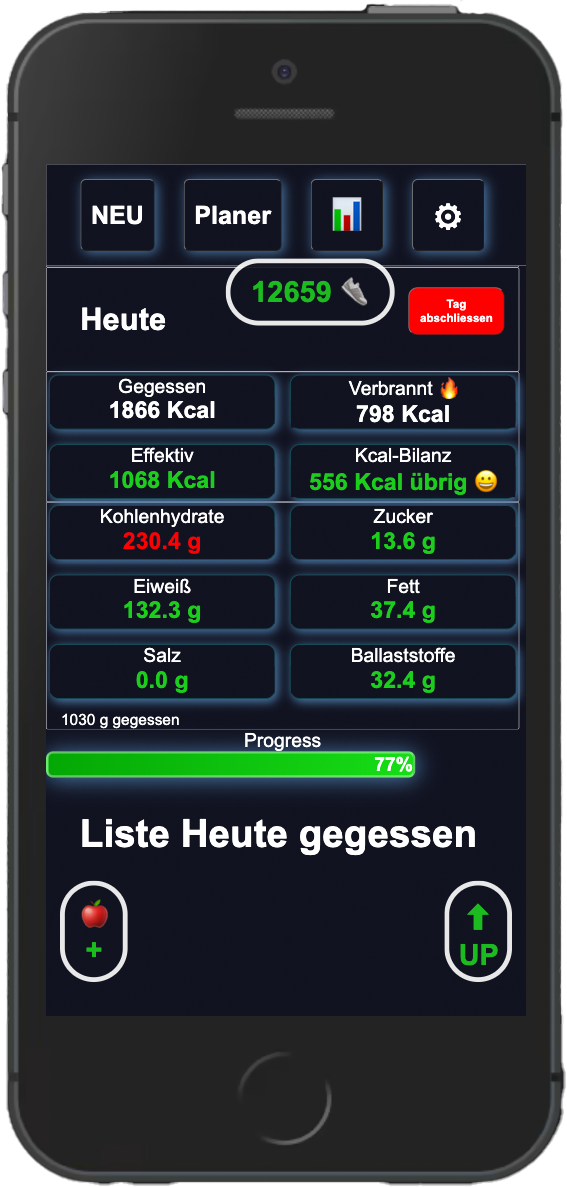 NEU Planer
12659
Heute
Tag
abschliessen
Gegessen
1866 Kcal
Verbrannt 🔥
798 Kcal
Effektiv
1068 Kcal
Kcal-Bilanz
556 Kcal übrig 😀
Kohlenhydrate
230.4 g
Zucker
13.6 g
Eiweiß
132.3 g
Fett
37.4 g
Salz
0.0 g
Ballaststoffe
32.4 g
1030 g gegessen
Progress
77%
Liste Heute gegessen
+
UP